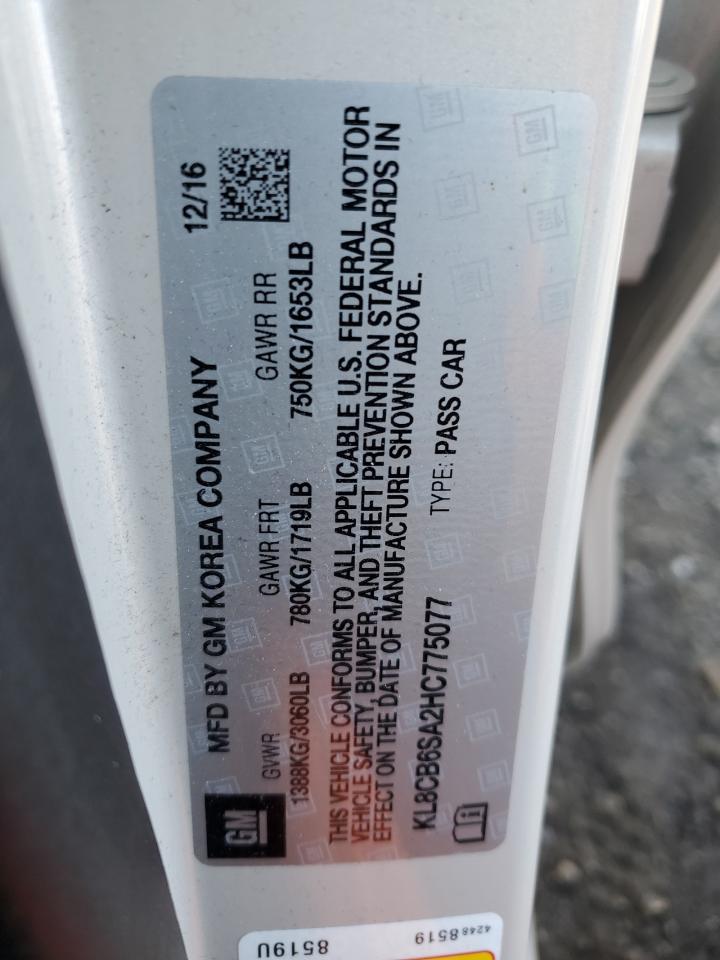 MFD BY GM KOREA COMPANY 12/16
GVWR GAWR FRT GAWR RR
1388KG/3060LB 780KG/1719LB 750KG/1653LB
THIS VEHICLE CONFORMS TO ALL APPLICABLE U.S. FEDERAL MOTOR
VEHICLE SAFETY, BUMPER, AND THEFT PREVENTION STANDARDS IN
EFFECT ON THE DATE OF MANUFACTURE SHOWN ABOVE.
KL8CB6SA2HC775077 TYPE: PASS CAR
GM
42488519
8519U